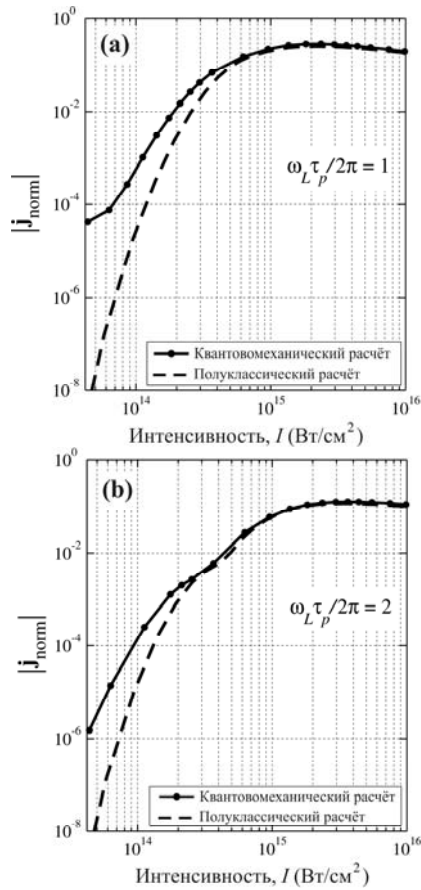 (a)
10^0
10^-2
10^-4
10^-6
10^-8
|j_norm|
ω_L τ_p/2π = 1
Квантовомеханический расчёт
Полуклассический расчёт
10^14
10^15
10^16
Интенсивность, I (Вт/см^2)
(b)
10^0
10^-2
10^-4
10^-6
10^-8
|j_norm|
ω_L τ_p/2π = 2
Квантовомеханический расчёт
Полуклассический расчёт
10^14
10^15
10^16
Интенсивность, I (Вт/см^2)